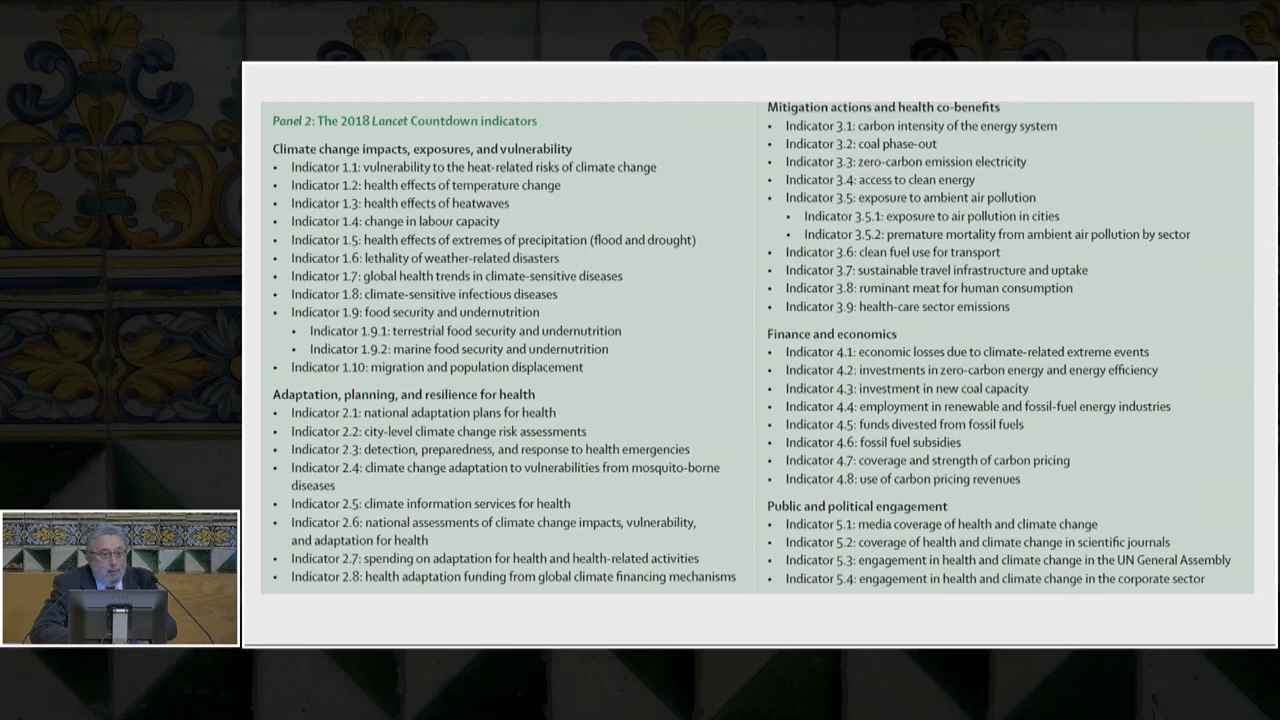 Panel 2: The 2018 Lancet Countdown indicators
Climate change impacts, exposures, and vulnerability
• Indicator 1.1: vulnerability to the heat-related risks of climate change
• Indicator 1.2: health effects of temperature change
• Indicator 1.3: health effects of heatwaves
• Indicator 1.4: change in labour capacity
• Indicator 1.5: health effects of extremes of precipitation (flood and drought)
• Indicator 1.6: lethality of weather-related disasters
• Indicator 1.7: global health trends in climate-sensitive diseases
• Indicator 1.8: climate-sensitive infectious diseases
• Indicator 1.9: food security and undernutrition
• Indicator 1.9.1: terrestrial food security and undernutrition
• Indicator 1.9.2: marine food security and undernutrition
• Indicator 1.10: migration and population displacement
Adaptation, planning, and resilience for health
• Indicator 2.1: national adaptation plans for health
• Indicator 2.2: city-level climate change risk assessments
• Indicator 2.3: detection, preparedness, and response to health emergencies
• Indicator 2.4: climate change adaptation to vulnerabilities from mosquito-borne
diseases
• Indicator 2.5: climate information services for health
• Indicator 2.6: national assessments of climate change impacts, vulnerability,
and adaptation for health
• Indicator 2.7: spending on adaptation for health and health-related activities
• Indicator 2.8: health adaptation funding from global climate financing mechanisms
Mitigation actions and health co-benefits
• Indicator 3.1: carbon intensity of the energy system
• Indicator 3.2: coal phase-out
• Indicator 3.3: zero-carbon emission electricity
• Indicator 3.4: access to clean energy
• Indicator 3.5: exposure to ambient air pollution
• Indicator 3.5.1: exposure to air pollution in cities
• Indicator 3.5.2: premature mortality from ambient air pollution by sector
• Indicator 3.6: clean fuel use for transport
• Indicator 3.7: sustainable travel infrastructure and uptake
• Indicator 3.8: ruminant meat for human consumption
• Indicator 3.9: health-care sector emissions
Finance and economics
• Indicator 4.1: economic losses due to climate-related extreme events
• Indicator 4.2: investments in zero-carbon energy and energy efficiency
• Indicator 4.3: investment in new coal capacity
• Indicator 4.4: employment in renewable and fossil-fuel energy industries
• Indicator 4.5: funds divested from fossil fuels
• Indicator 4.6: fossil fuel subsidies
• Indicator 4.7: coverage and strength of carbon pricing
• Indicator 4.8: use of carbon pricing revenues
Public and political engagement
• Indicator 5.1: media coverage of health and climate change
• Indicator 5.2: coverage of health and climate change in scientific journals
• Indicator 5.3: engagement in health and climate change in the UN General Assembly
• Indicator 5.4: engagement in health and climate change in the corporate sector